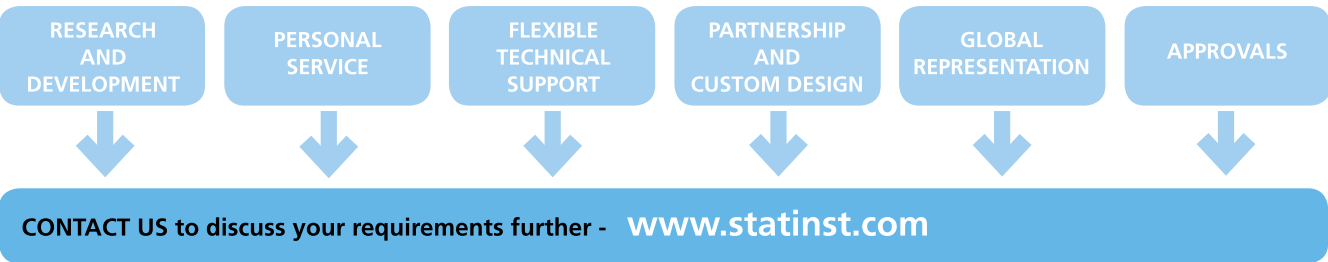 RESEARCH
AND
DEVELOPMENT
PERSONAL
SERVICE
FLEXIBLE
TECHNICAL
SUPPORT
PARTNERSHIP
AND
CUSTOM DESIGN
GLOBAL
REPRESENTATION
APPROVALS
CONTACT US to discuss your requirements further - www.statinst.com